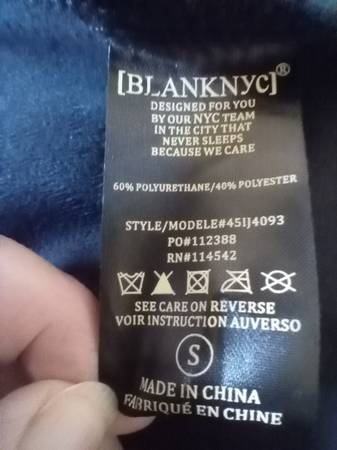 [BLANKNYC]®
DESIGNED FOR YOU
BY OUR NYC TEAM
IN THE CITY THAT
NEVER SLEEPS
BECAUSE WE CARE
60% POLYURETHANE/40% POLYESTER
STYLE/MODELE#45IJ4093
PO#112388
RN#114542
SEE CARE ON REVERSE
VOIR INSTRUCTION AUVERSO
S
MADE IN CHINA
FABRIQUÉ EN CHINE